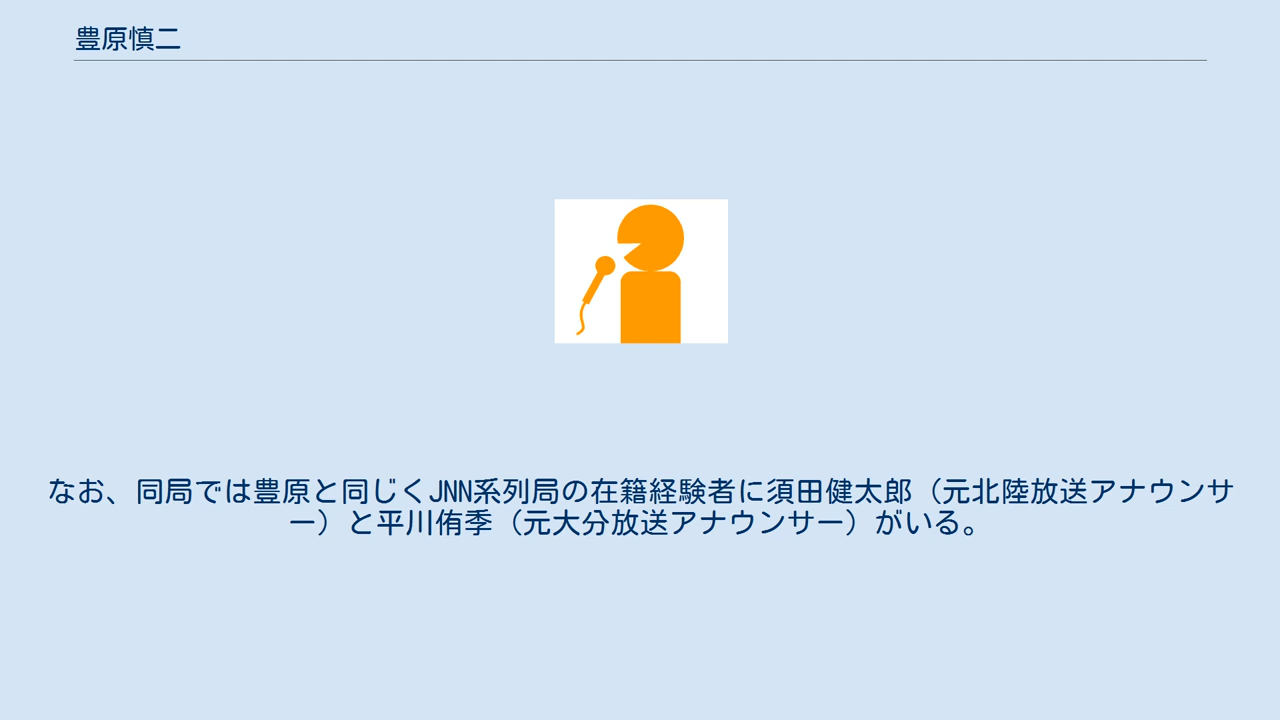 豊原慎二
なお、同局では豊原と同じくJNN系列局の在籍経験者に須田健太郎（元北陸放送アナウンサ
ー）と平川侑季（元大分放送アナウンサー）がいる。